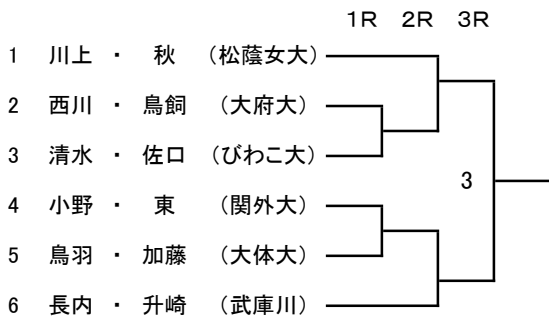 1R 2R 3R
1 川上 ・ 秋 (松蔭女大)
2 西川 ・ 鳥飼 (大府大)
3 清水 ・ 佐口 (びわこ大)
3
4 小野 ・ 東 (関外大)
5 鳥羽 ・ 加藤 (大体大)
6 長内 ・ 升崎 (武庫川)